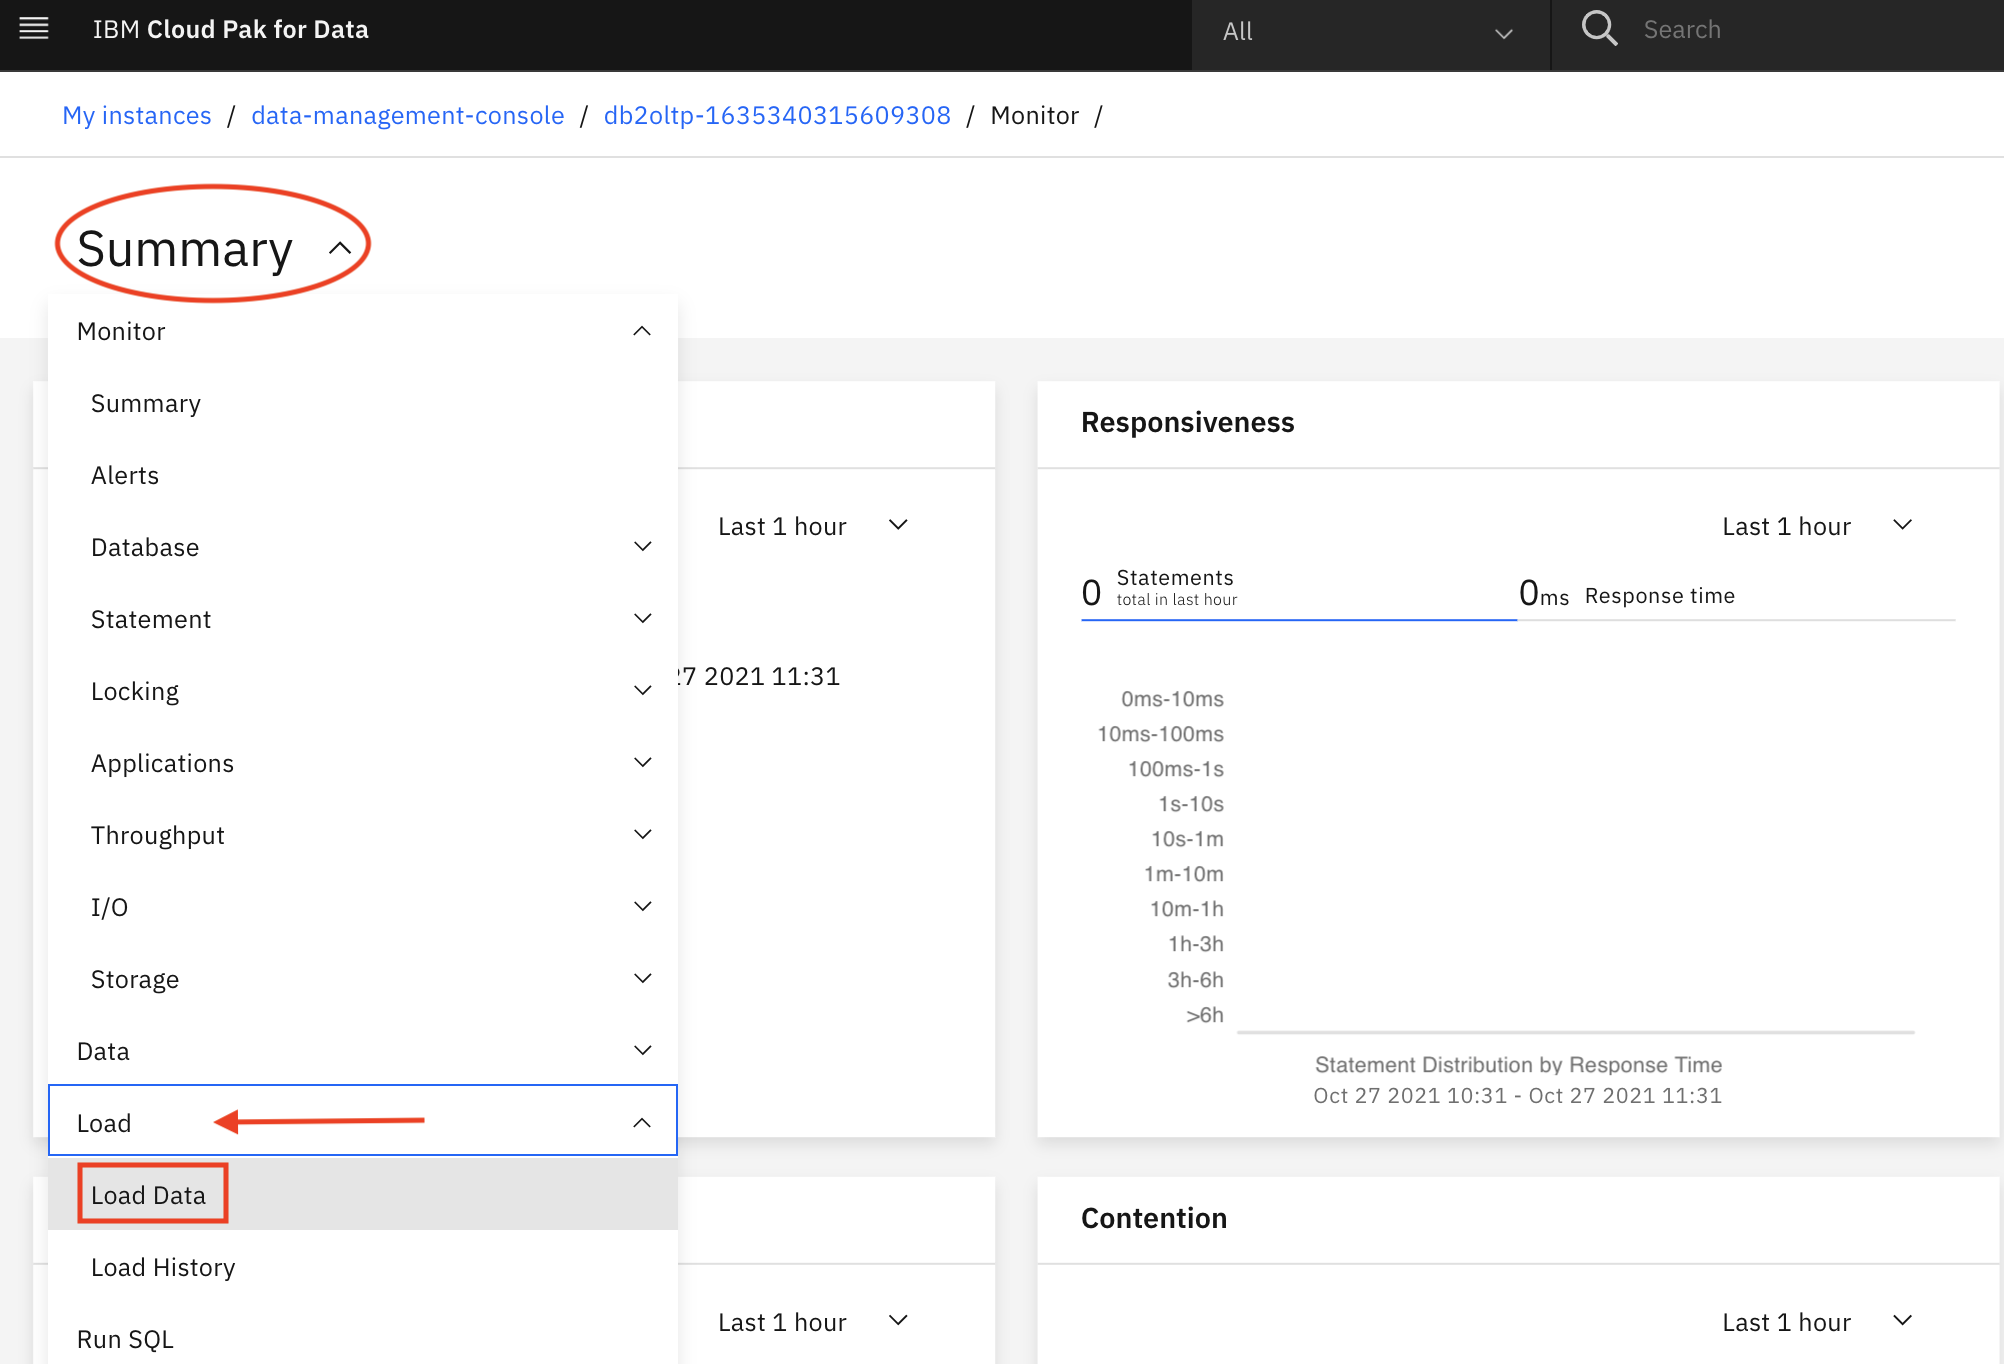 IBM Cloud Pak for Data
All
Search
My instances / data-management-console / db2oltp-1635340315609308 / Monitor /
Summary
Monitor
Summary
Alerts
Database
Statement
Locking
Applications
Throughput
I/O
Storage
Data
Load
Load Data
Load History
Run SQL
Last 1 hour
27 2021 11:31
Last 1 hour
Responsiveness
Last 1 hour
0 Statements
total in last hour
0ms Response time
0ms-10ms
10ms-100ms
100ms-1s
1s-10s
10s-1m
1m-10m
10m-1h
1h-3h
3h-6h
>6h
Statement Distribution by Response Time
Oct 27 2021 10:31 - Oct 27 2021 11:31
Contention
Last 1 hour